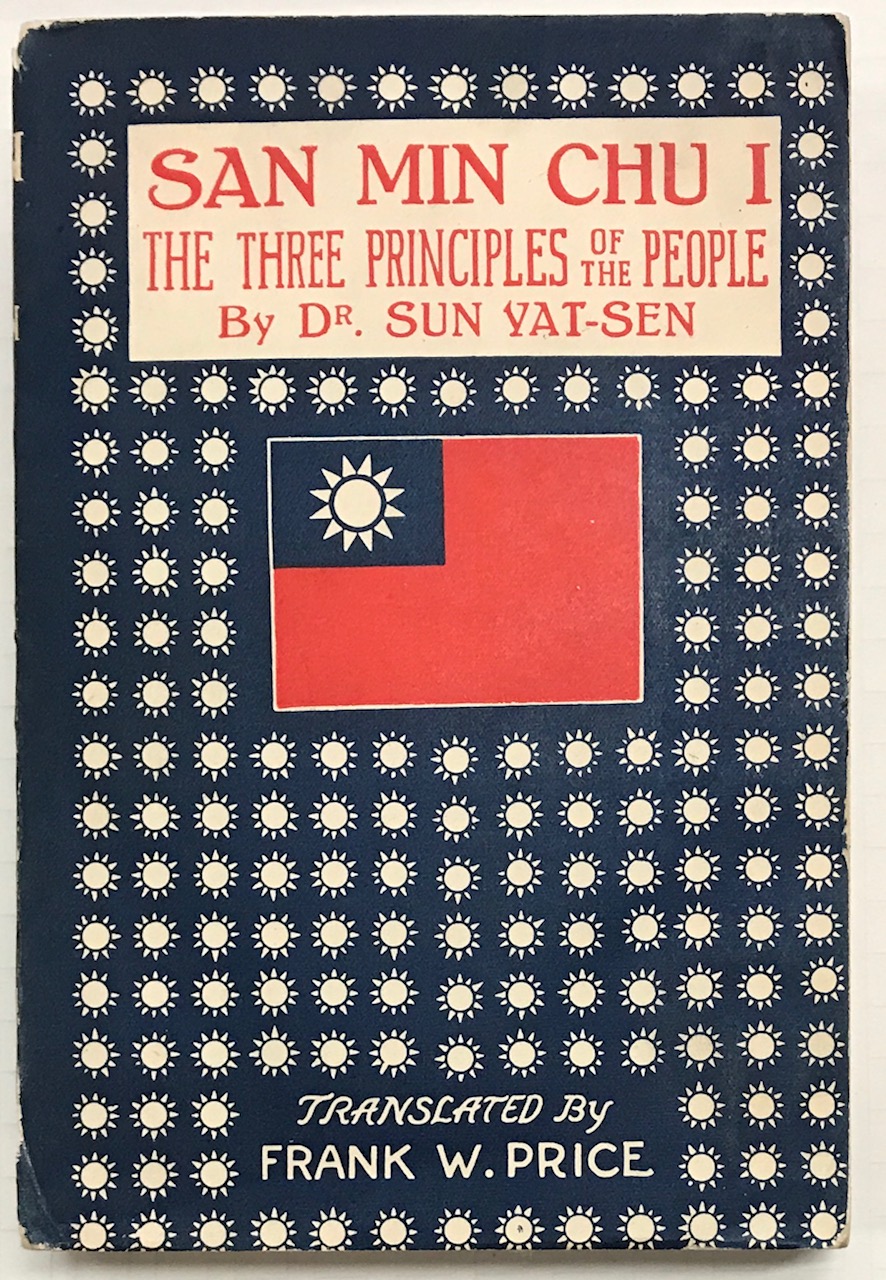 SAN MIN CHU I
THE THREE PRINCIPLES OF THE PEOPLE
By DR. SUN YAT-SEN
TRANSLATED By
FRANK W. PRICE